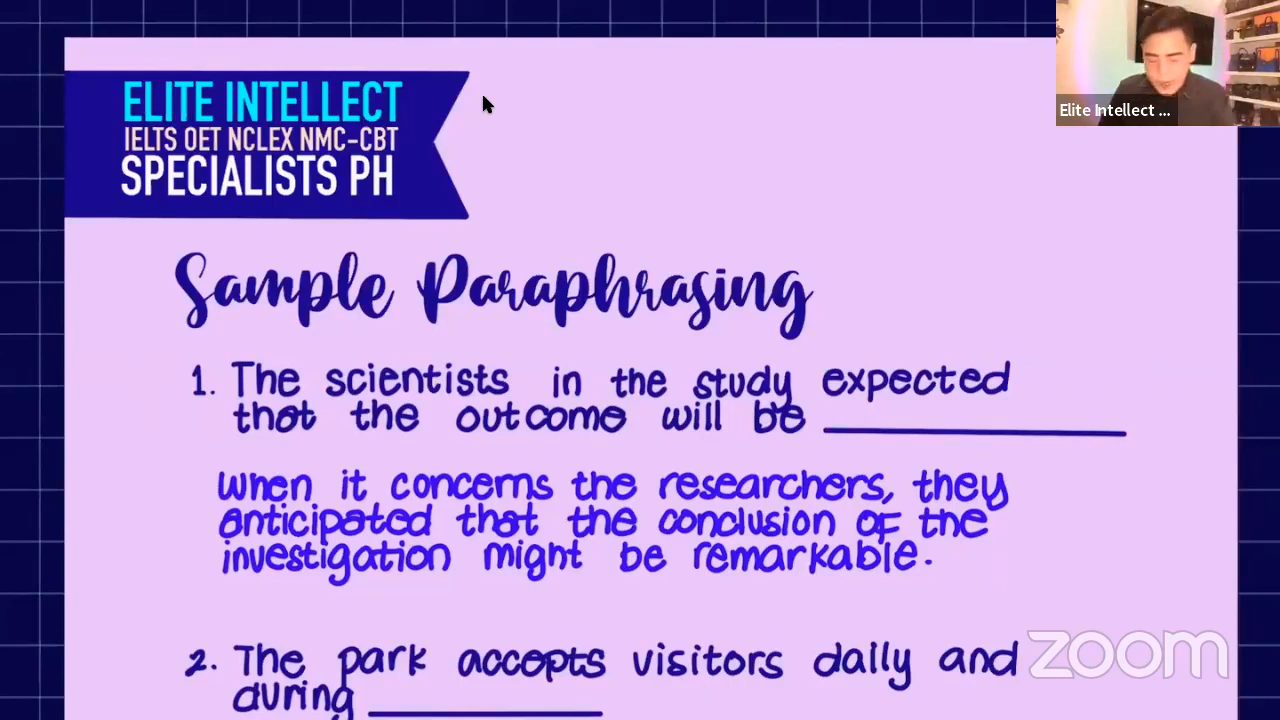 ELITE INTELLECT
IELTS OET NCLEX NMC-CBT
SPECIALISTS PH
Elite Intellect ...
Sample Paraphrasing
1. The scientists in the study expected
that the outcome will be
When it concerns the researchers, they
anticipated that the conclusion of the
investigation might be remarkable.
2. The park accepts visitors daily and
during
zoom